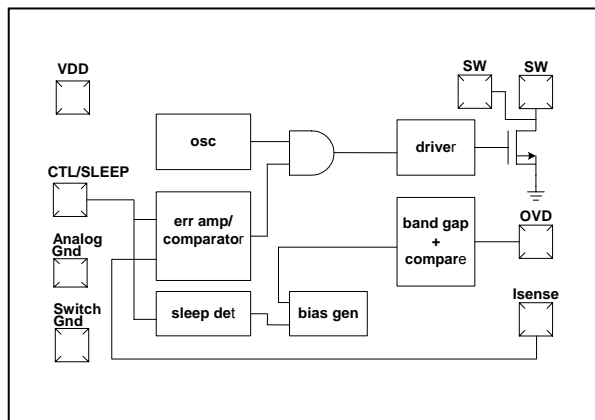 VDD
SW
SW
osc
driver
CTL/SLEEP
err amp/
comparator
band gap
+
compare
OVD
Analog
Gnd
Isense
sleep det
bias gen
Switch
Gnd